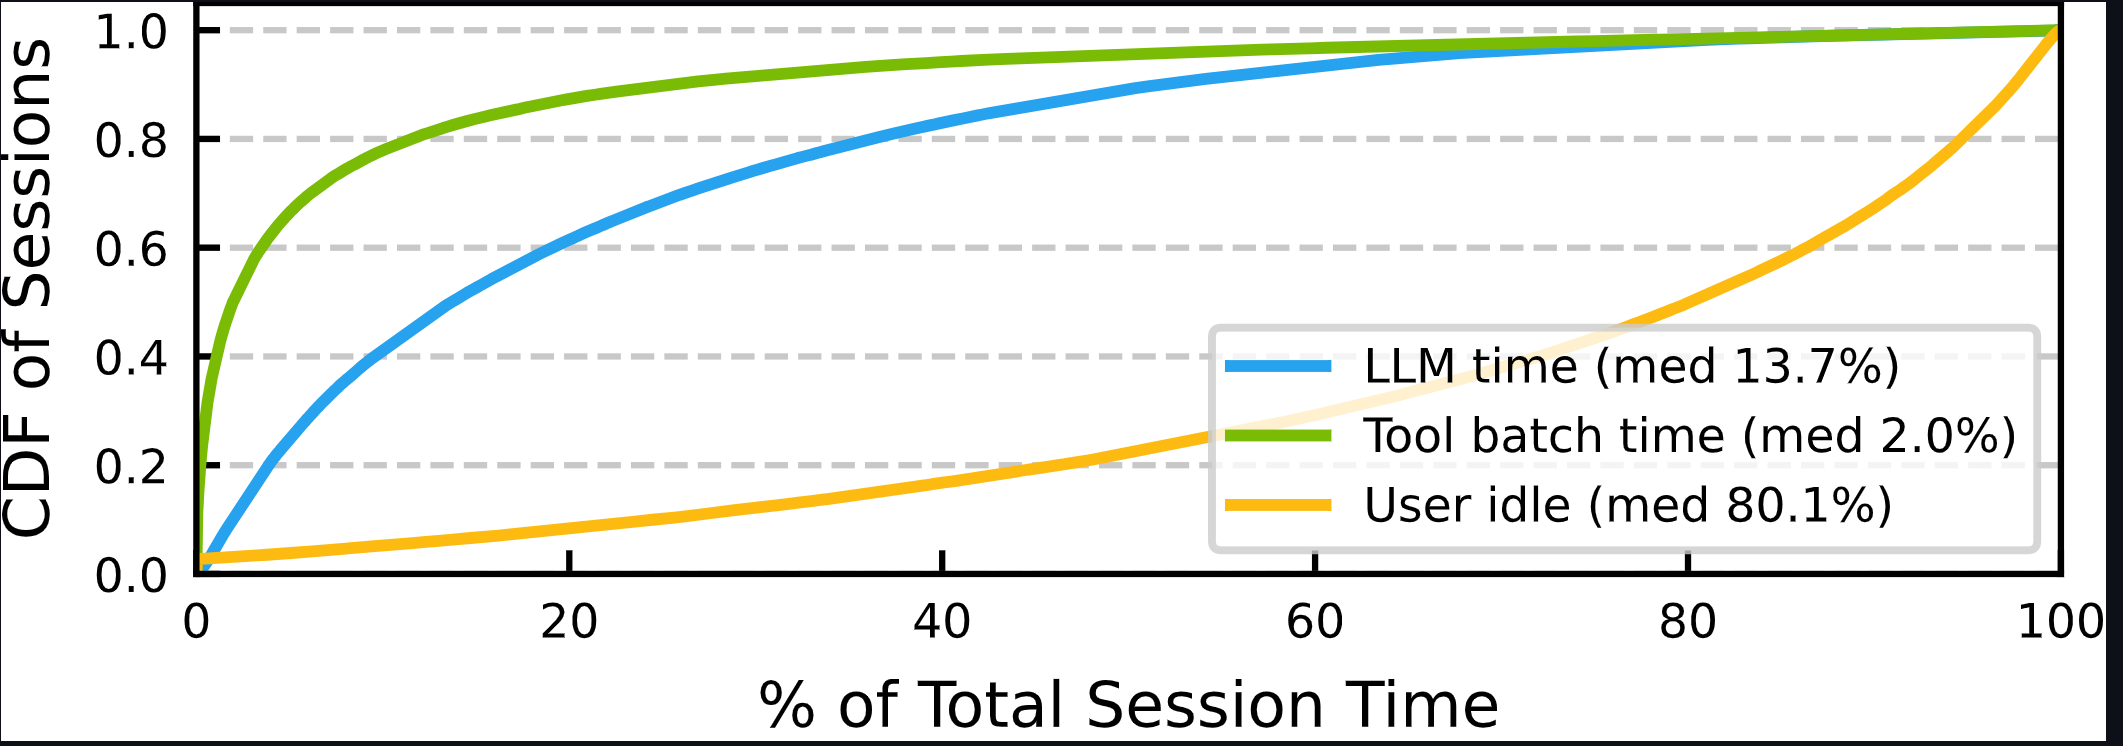 CDF of Sessions
1.0
0.8
0.6
0.4
0.2
0.0
LLM time (med 13.7%)
Tool batch time (med 2.0%)
User idle (med 80.1%)
0 20 40 60 80 100
% of Total Session Time